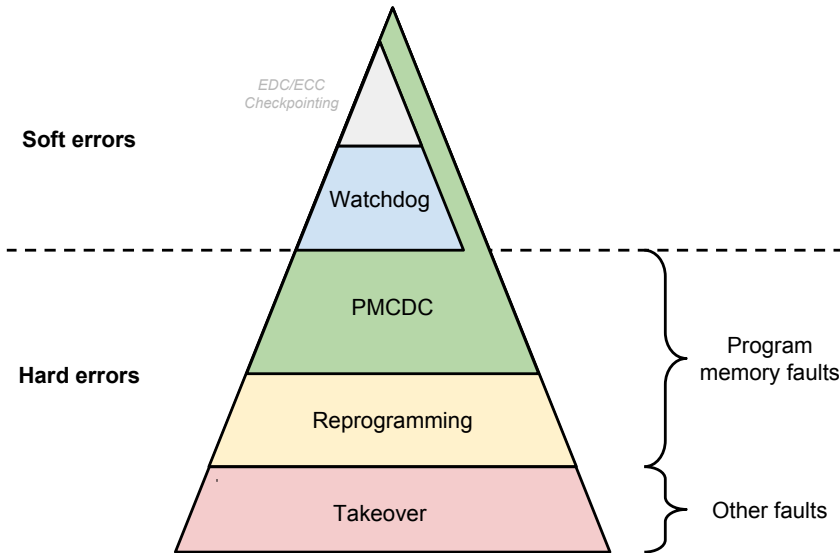 EDC/ECC
Checkpointing
Soft errors
Watchdog
PMCDC
Hard errors
Program
memory faults
Reprogramming
Takeover
Other faults